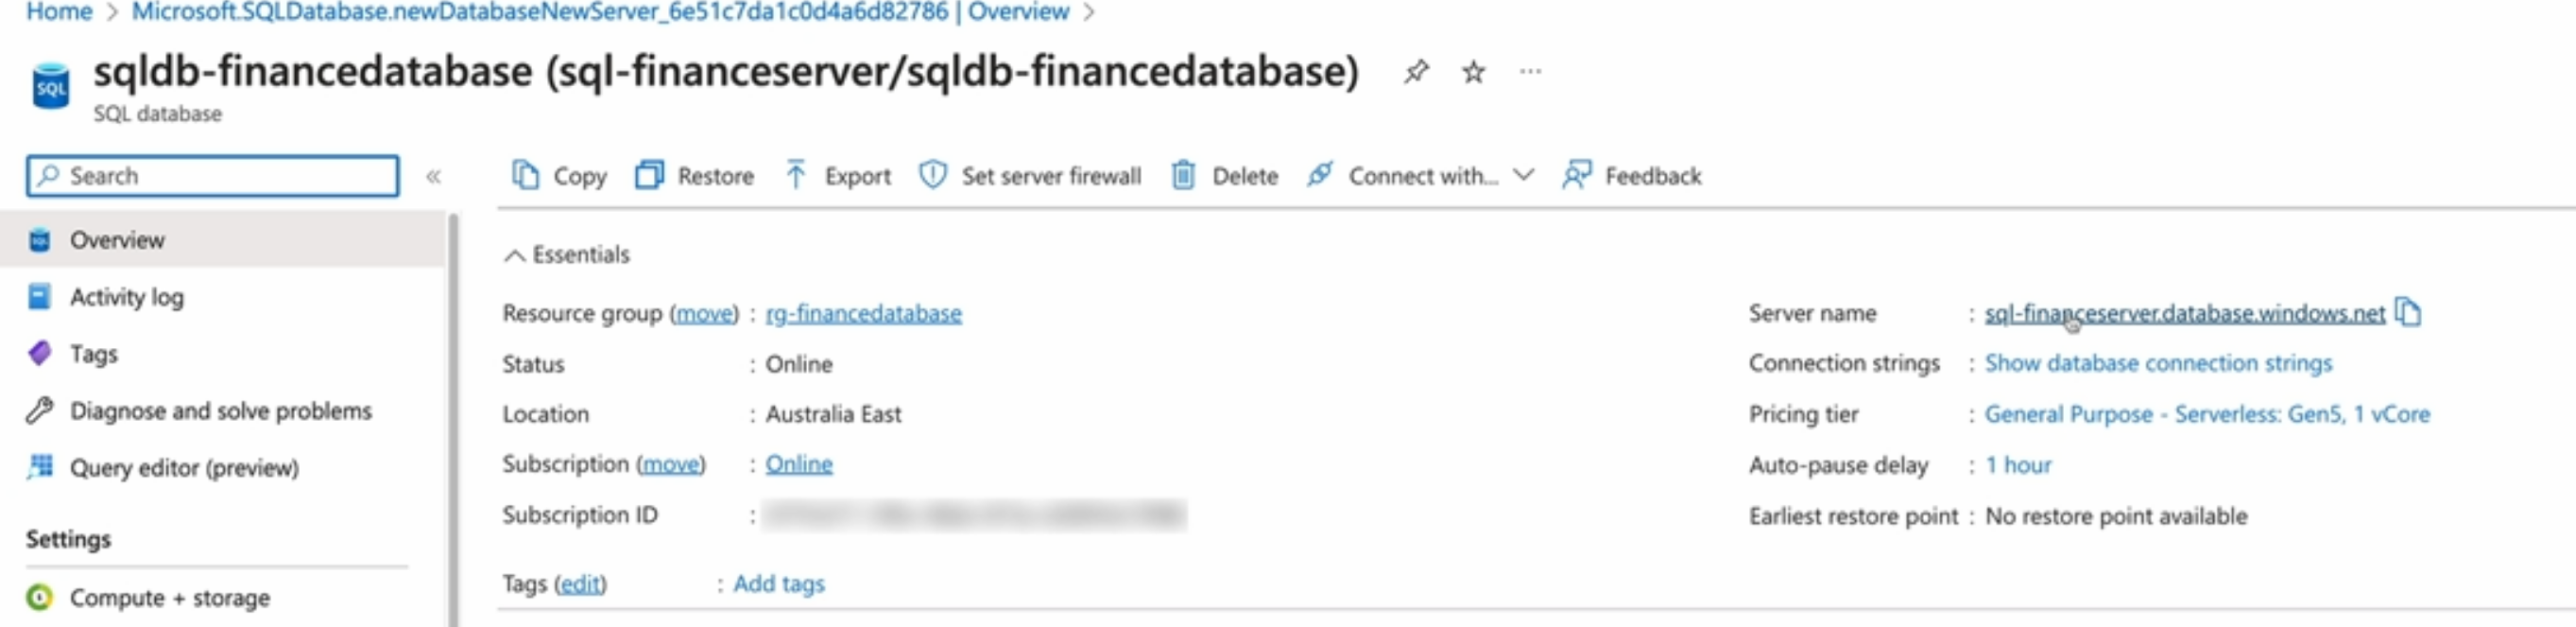 Home > Microsoft.SQLDatabase.newDatabaseNewServer_6e51c7da1c0d4a6d82786 | Overview >
sqldb-financedatabase (sql-financeserver/sqldb-financedatabase) ...
SQL
SQL database
Search «
Copy Restore Export Set server firewall Delete Connect with... Feedback
Overview
Activity log
Tags
Diagnose and solve problems
Query editor (preview)
Settings
Compute + storage
Essentials
Resource group (move) : rg-financedatabase
Status : Online
Location : Australia East
Subscription (move) : Online
Subscription ID :
Tags (edit) : Add tags
Server name : sql-financeserver.database.windows.net
Connection strings : Show database connection strings
Pricing tier : General Purpose - Serverless: Gen5, 1 vCore
Auto-pause delay : 1 hour
Earliest restore point : No restore point available